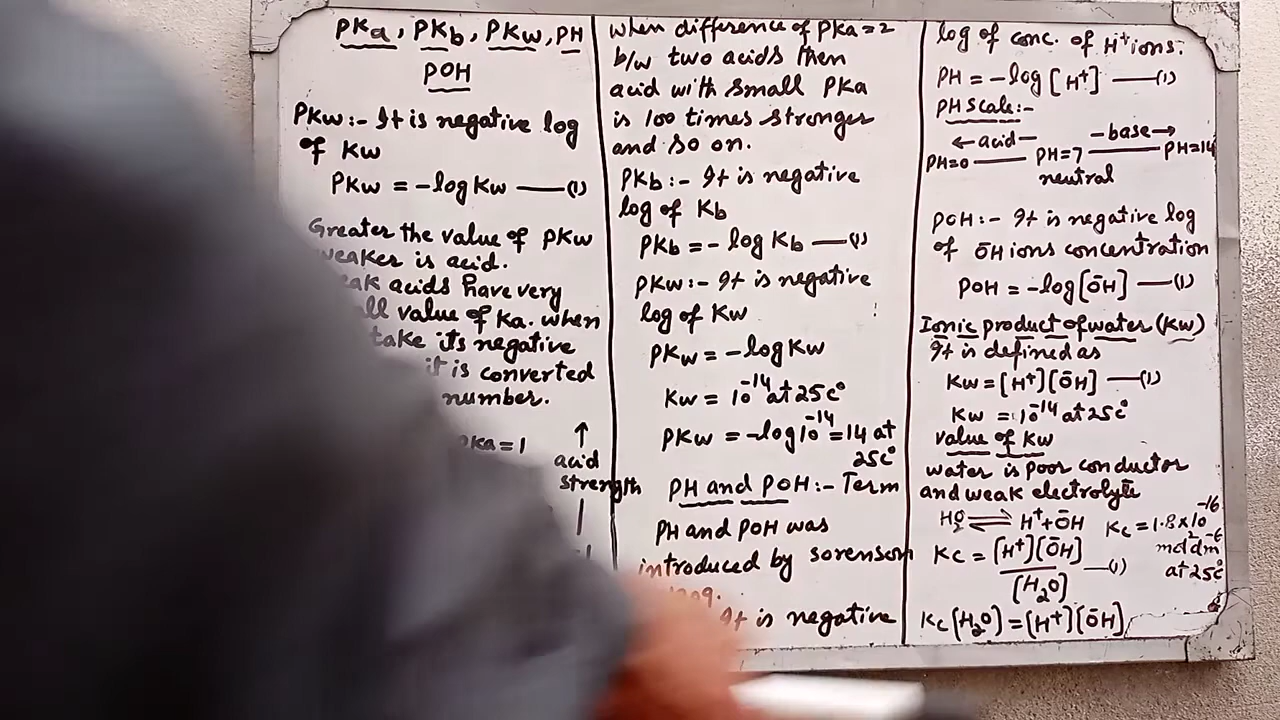 PKa, PKb, PKw, PH
POH
PKw:- It is negative log
of Kw
PKw = -logKw —(1)
Greater the value of PKw
weaker is acid.
acids have very
value of Ka. when
take its negative
it is converted
number.
PKa=1
↑
acid
strength
when difference of PKa=2
b/w two acids then
acid with small PKa
is 100 times stronger
and so on.
PKb:- It is negative
log of Kb
PKb = - log Kb —(1)
PKw:- It is negative
log of Kw
PKw = -logKw
Kw = 10⁻¹⁴ at 25c°
PKw = -log10⁻¹⁴ = 14 at
25c°
PH and POH:- Term
PH and POH was
introduced by sorenson
It is negative
log of conc. of H⁺ ions.
PH = -log [H⁺] —(1)
PH scale:-
←acid— —base→
PH=0 — PH=7 — PH=14
neutral
POH:- It is negative log
of ŌH ions concentration
POH = -log[ŌH] —(1)
Ionic product of water (Kw)
It is defined as
Kw = [H⁺][ŌH] —(1)
Kw = 10⁻¹⁴ at 25c°
value of Kw
water is poor conductor
and weak electrolyte
H₂O ⇌ H⁺ + ŌH Kc = 1.8×10⁻¹⁶
mol²dm⁻⁶
at 25c°
Kc = [H⁺][ŌH] / [H₂O] —(1)
Kc[H₂O] = [H⁺][ŌH]